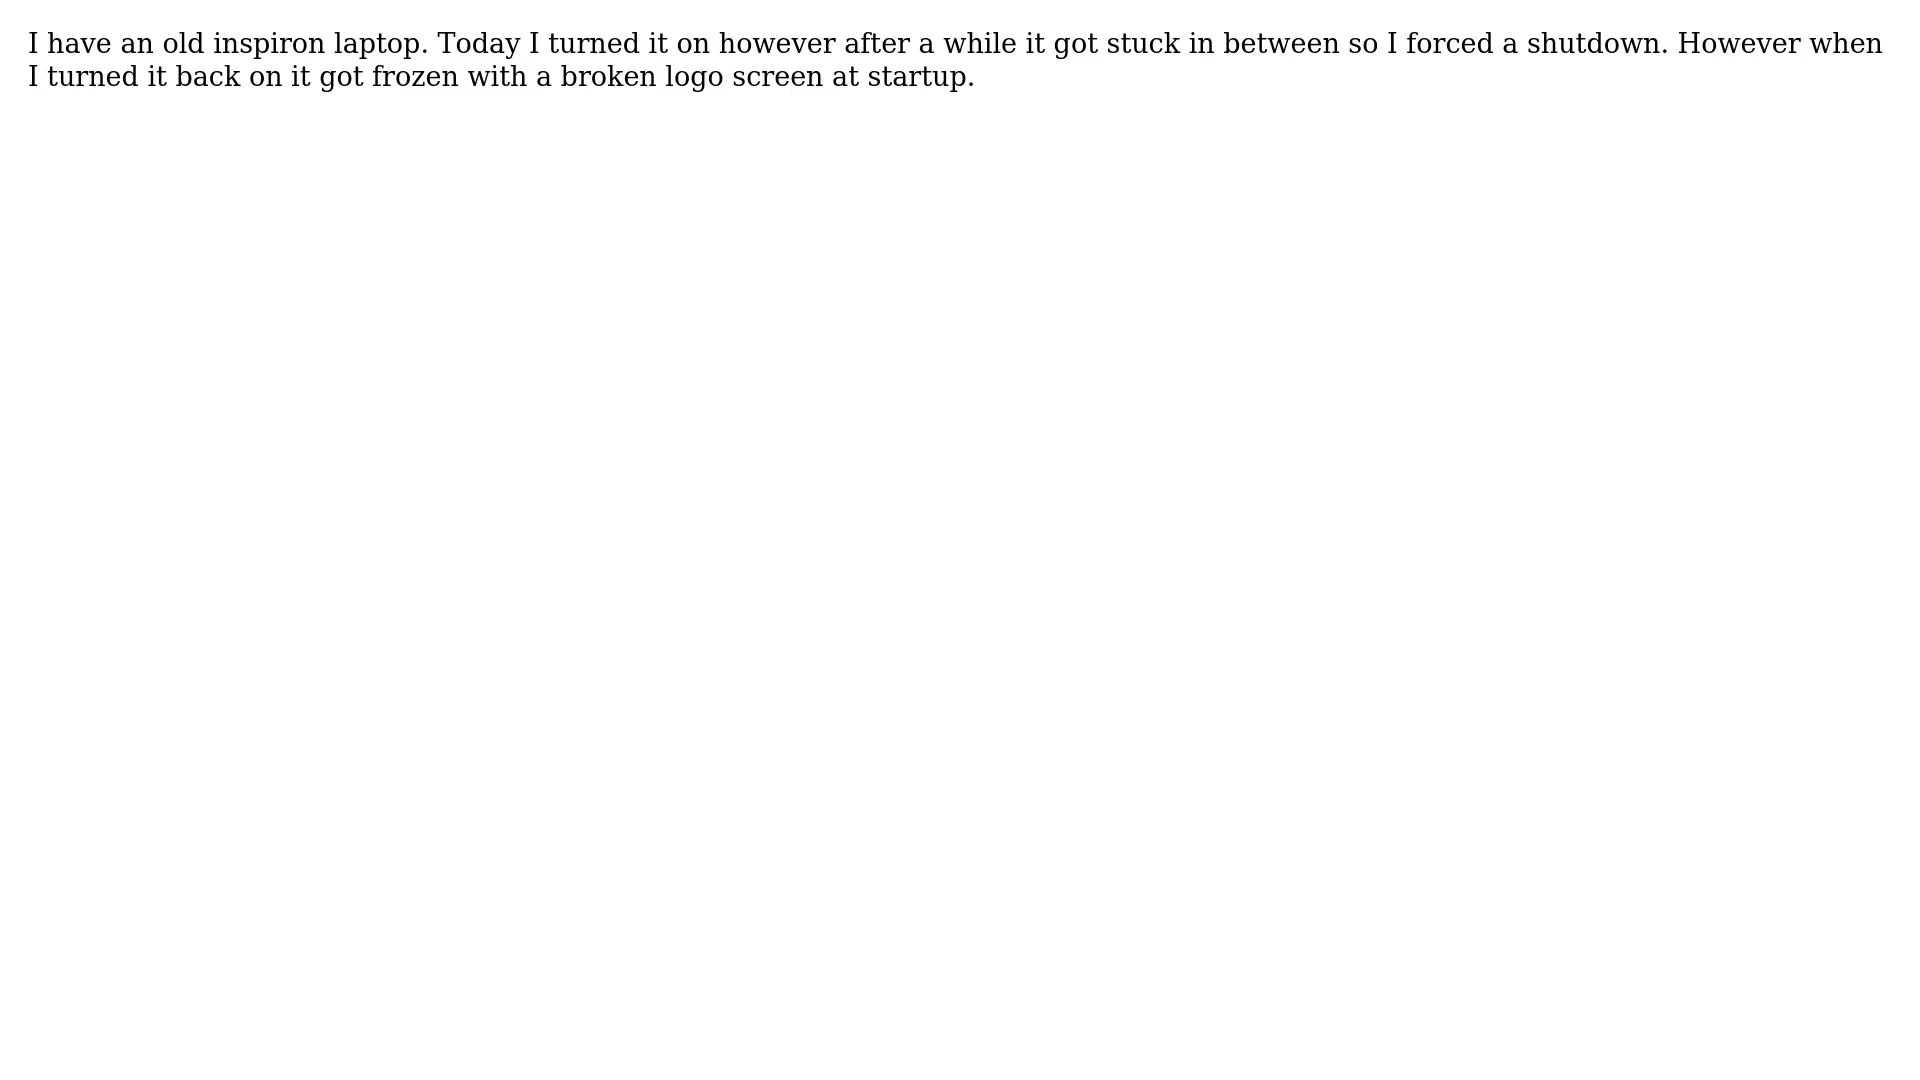 I have an old inspiron laptop. Today I turned it on however after a while it got stuck in between so I forced a shutdown. However when
I turned it back on it got frozen with a broken logo screen at startup.